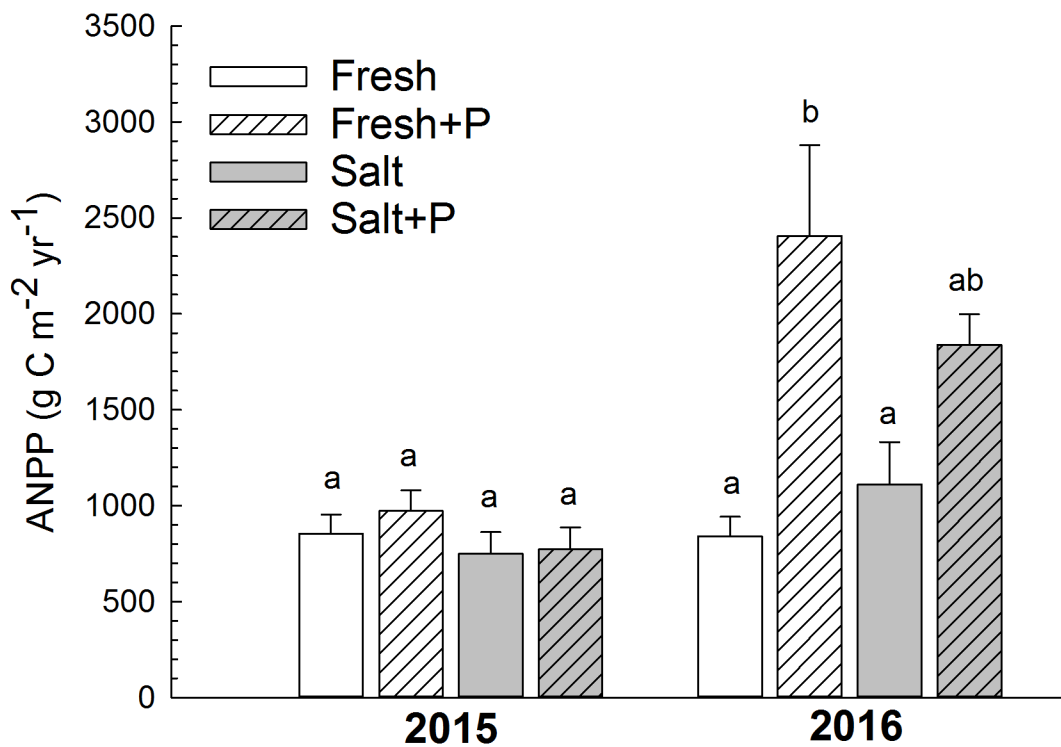 3500
3000
2500
2000
1500
1000
500
0
ANPP (g C m-2 yr-1)
Fresh
Fresh+P
Salt
Salt+P
a
a
a
a
a
b
a
ab
2015
2016